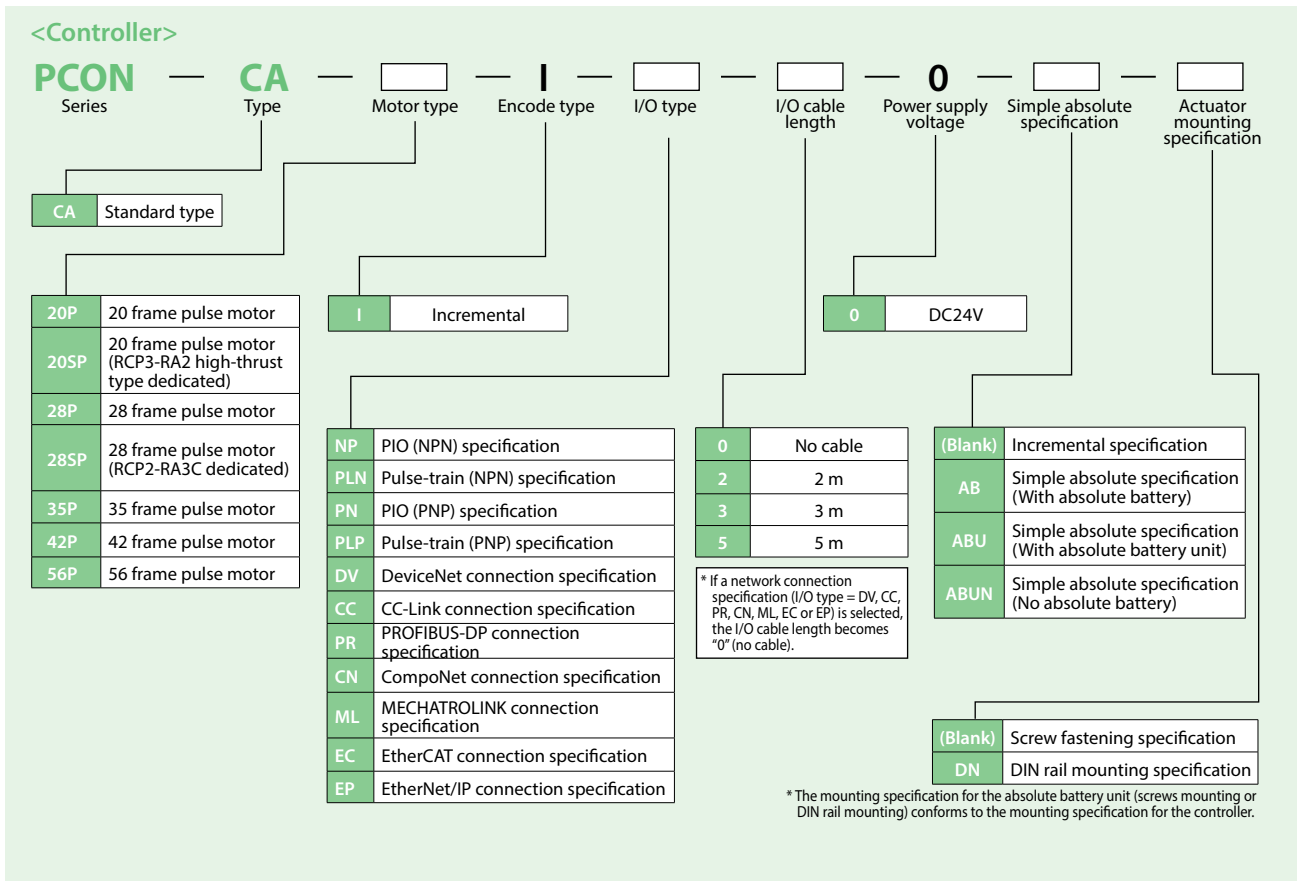 <Controller>
PCON — CA — — I — — — 0 — —
Series
Type
Motor type
Encode type
I/O type
I/O cable
length
Power supply
voltage
Simple absolute
specification
Actuator
mounting
specification
CA Standard type
20P 20 frame pulse motor
20SP 20 frame pulse motor
(RCP3-RA2 high-thrust
type dedicated)
28P 28 frame pulse motor
28SP 28 frame pulse motor
(RCP2-RA3C dedicated)
35P 35 frame pulse motor
42P 42 frame pulse motor
56P 56 frame pulse motor
I Incremental
NP PIO (NPN) specification
PLN Pulse-train (NPN) specification
PN PIO (PNP) specification
PLP Pulse-train (PNP) specification
DV DeviceNet connection specification
CC CC-Link connection specification
PR PROFIBUS-DP connection
specification
CN CompoNet connection specification
ML MECHATROLINK connection
specification
EC EtherCAT connection specification
EP EtherNet/IP connection specification
0 No cable
2 2 m
3 3 m
5 5 m
* If a network connection
specification (I/O type = DV, CC,
PR, CN, ML, EC or EP) is selected,
the I/O cable length becomes
“0” (no cable).
0 DC24V
(Blank) Incremental specification
AB Simple absolute specification
(With absolute battery)
ABU Simple absolute specification
(With absolute battery unit)
ABUN Simple absolute specification
(No absolute battery)
(Blank) Screw fastening specification
DN DIN rail mounting specification
* The mounting specification for the absolute battery unit (screws mounting or
DIN rail mounting) conforms to the mounting specification for the controller.